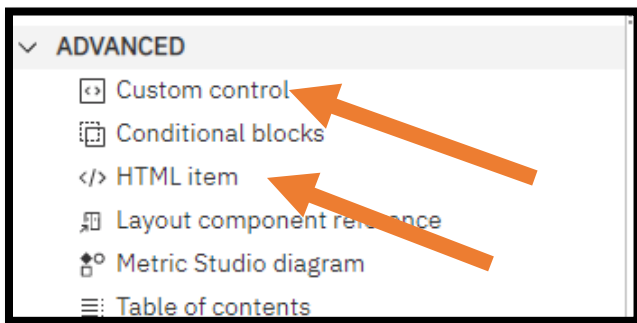 ADVANCED
Custom control
Conditional blocks
HTML item
Layout component reference
Metric Studio diagram
Table of contents